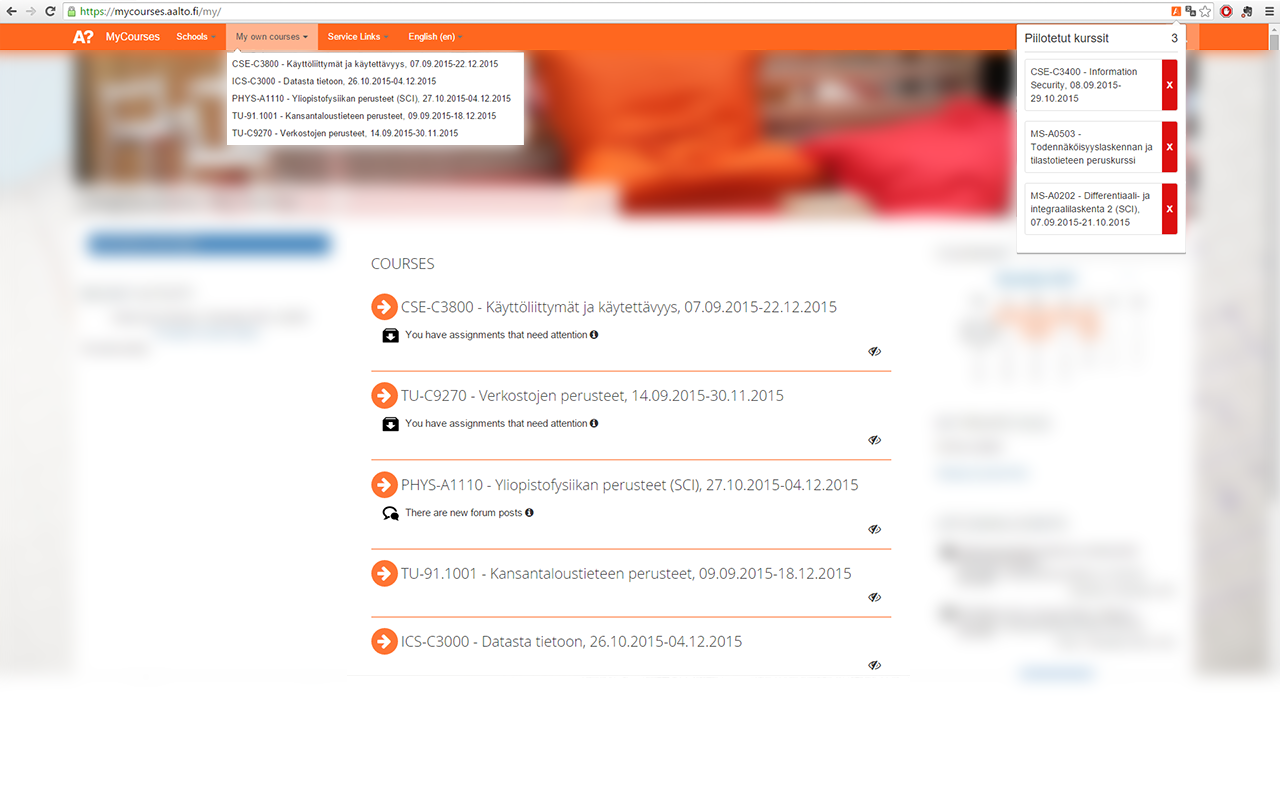 https://mycourses.aalto.fi/my/
A? MyCourses Schools My own courses Service Links English (en)
CSE-C3800 - Käyttöliittymät ja käytettävyys, 07.09.2015-22.12.2015
ICS-C3000 - Datasta tietoon, 26.10.2015-04.12.2015
PHYS-A1110 - Yliopistofysiikan perusteet (SCI), 27.10.2015-04.12.2015
TU-91.1001 - Kansantaloustieteen perusteet, 09.09.2015-18.12.2015
TU-C9270 - Verkostojen perusteet, 14.09.2015-30.11.2015
Piilotetut kurssit 3
CSE-C3400 - Information
Security, 08.09.2015-
29.10.2015
X
MS-A0503 -
Todennäköisyyslaskennan ja
tilastotieteen peruskurssi
X
MS-A0202 - Differentiaali- ja
integraalilaskenta 2 (SCI),
07.09.2015-21.10.2015
X
COURSES
CSE-C3800 - Käyttöliittymät ja käytettävyys, 07.09.2015-22.12.2015
You have assignments that need attention
TU-C9270 - Verkostojen perusteet, 14.09.2015-30.11.2015
You have assignments that need attention
PHYS-A1110 - Yliopistofysiikan perusteet (SCI), 27.10.2015-04.12.2015
There are new forum posts
TU-91.1001 - Kansantaloustieteen perusteet, 09.09.2015-18.12.2015
ICS-C3000 - Datasta tietoon, 26.10.2015-04.12.2015